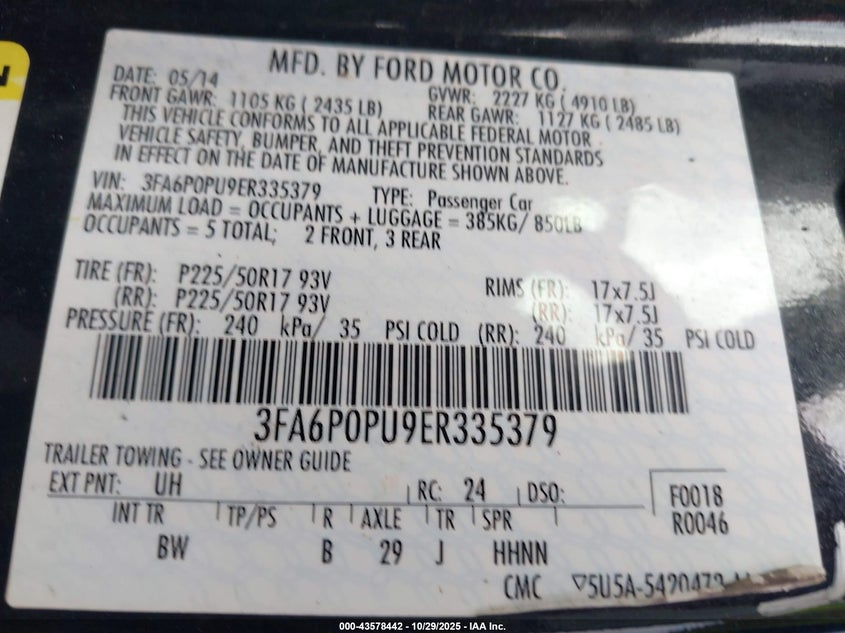 N
MFD. BY FORD MOTOR CO.
DATE: 05/14 GVWR: 2227 KG ( 4910 LB)
FRONT GAWR: 1105 KG ( 2435 LB) REAR GAWR: 1127 KG ( 2485 LB)
THIS VEHICLE CONFORMS TO ALL APPLICABLE FEDERAL MOTOR
VEHICLE SAFETY, BUMPER, AND THEFT PREVENTION STANDARDS
IN EFFECT ON THE DATE OF MANUFACTURE SHOWN ABOVE.
VIN: 3FA6P0PU9ER335379 TYPE: Passenger Car
MAXIMUM LOAD = OCCUPANTS + LUGGAGE = 385KG/ 850LB
OCCUPANTS = 5 TOTAL; 2 FRONT, 3 REAR
TIRE (FR): P225/50R17 93V RIMS (FR): 17x7.5J
(RR): P225/50R17 93V (RR): 17x7.5J
PRESSURE (FR): 240 kPa/ 35 PSI COLD (RR): 240 kPa/ 35 PSI COLD
3FA6P0PU9ER335379
TRAILER TOWING - SEE OWNER GUIDE
EXT PNT: UH RC: 24 DSO: F0018
INT TR TP/PS R AXLE TR SPR R0046
BW B 29 J HHNN
CMC ▽5U5A-5420472-
000-43578442 - 10/29/2025 - IAA Inc.